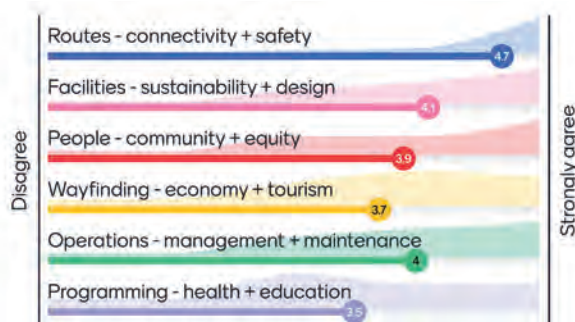 Routes - connectivity + safety
4.7
Facilities - sustainability + design
4.1
People - community + equity
3.9
Wayfinding - economy + tourism
3.7
Operations - management + maintenance
4
Programming - health + education
3.5
Disagree
Strongly agree